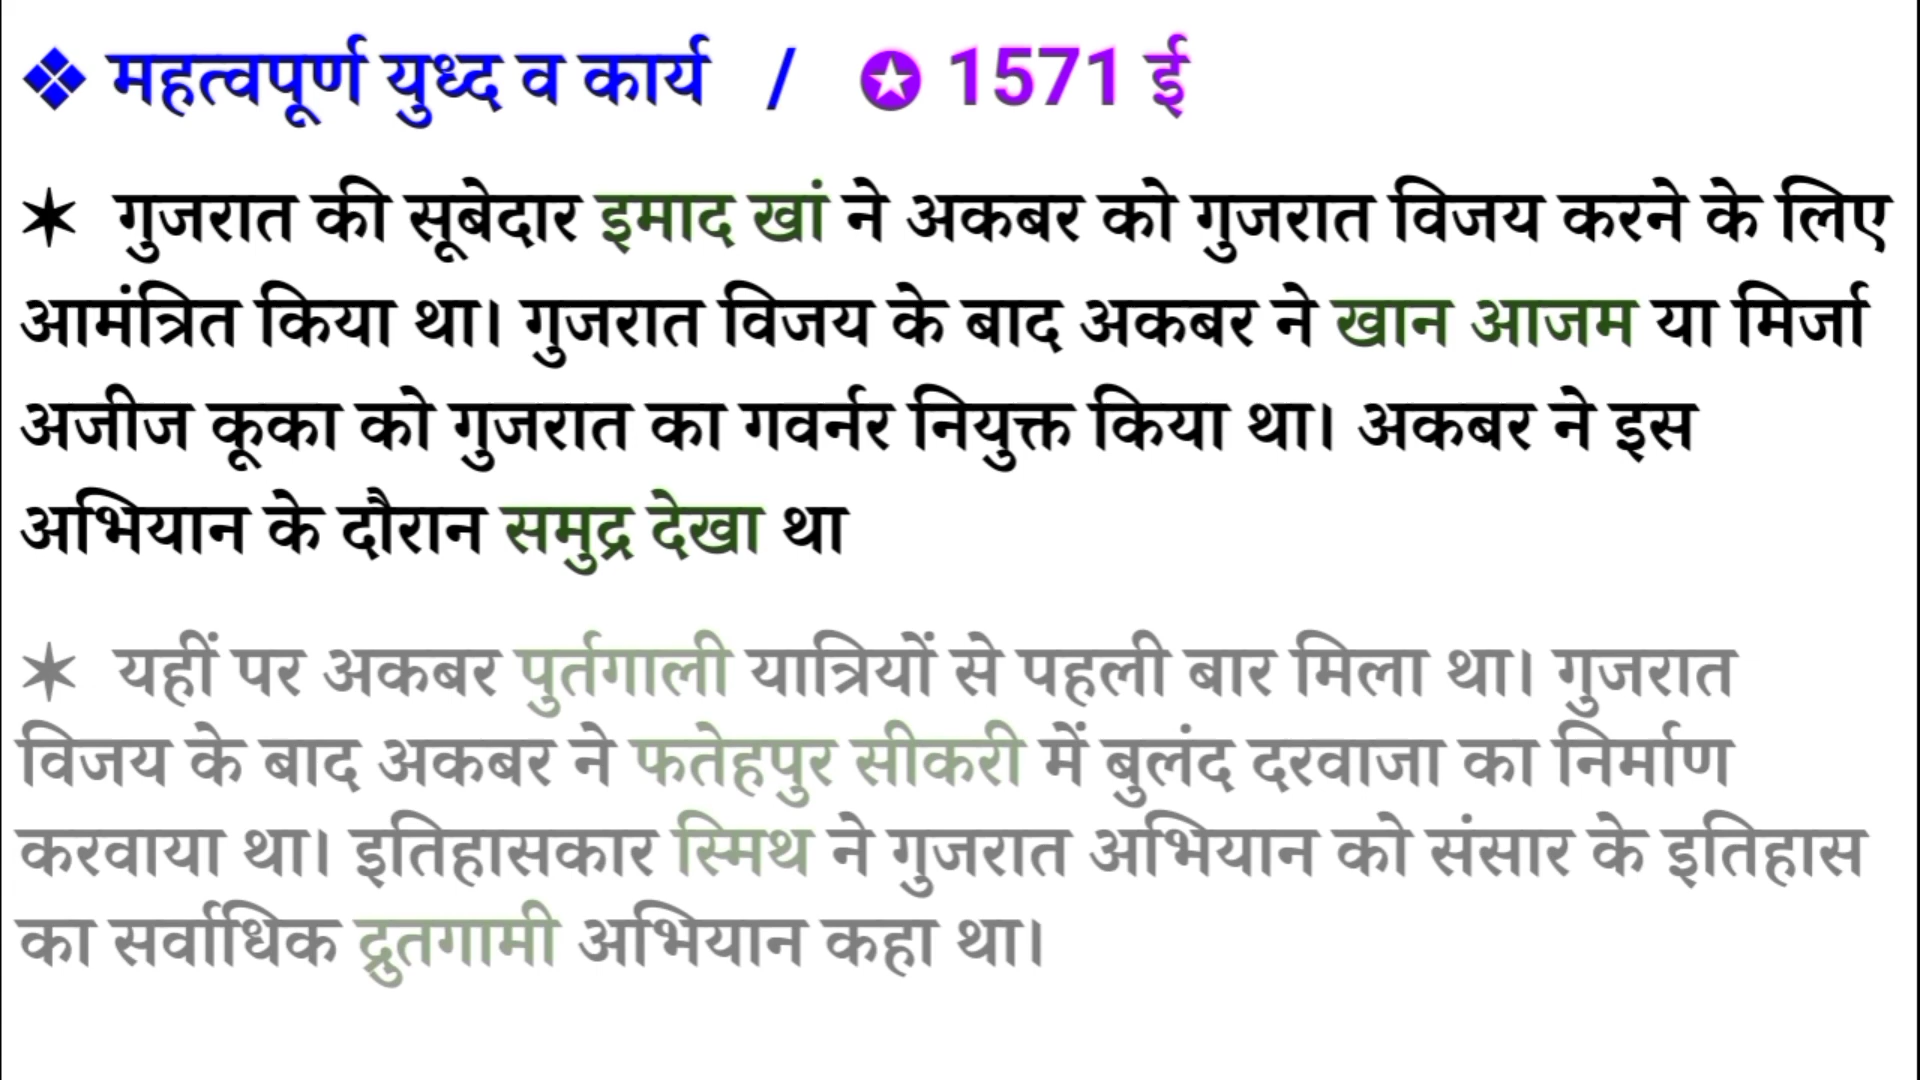 ❖ महत्वपूर्ण युध्द व कार्य / ✪ 1571 ई
✶ गुजरात की सूबेदार इमाद खां ने अकबर को गुजरात विजय करने के लिए
आमंत्रित किया था। गुजरात विजय के बाद अकबर ने खान आजम या मिर्जा
अजीज कूका को गुजरात का गवर्नर नियुक्त किया था। अकबर ने इस
अभियान के दौरान समुद्र देखा था
✶ यहीं पर अकबर पुर्तगाली यात्रियों से पहली बार मिला था। गुजरात
विजय के बाद अकबर ने फतेहपुर सीकरी में बुलंद दरवाजा का निर्माण
करवाया था। इतिहासकार स्मिथ ने गुजरात अभियान को संसार के इतिहास
का सर्वाधिक द्रुतगामी अभियान कहा था।